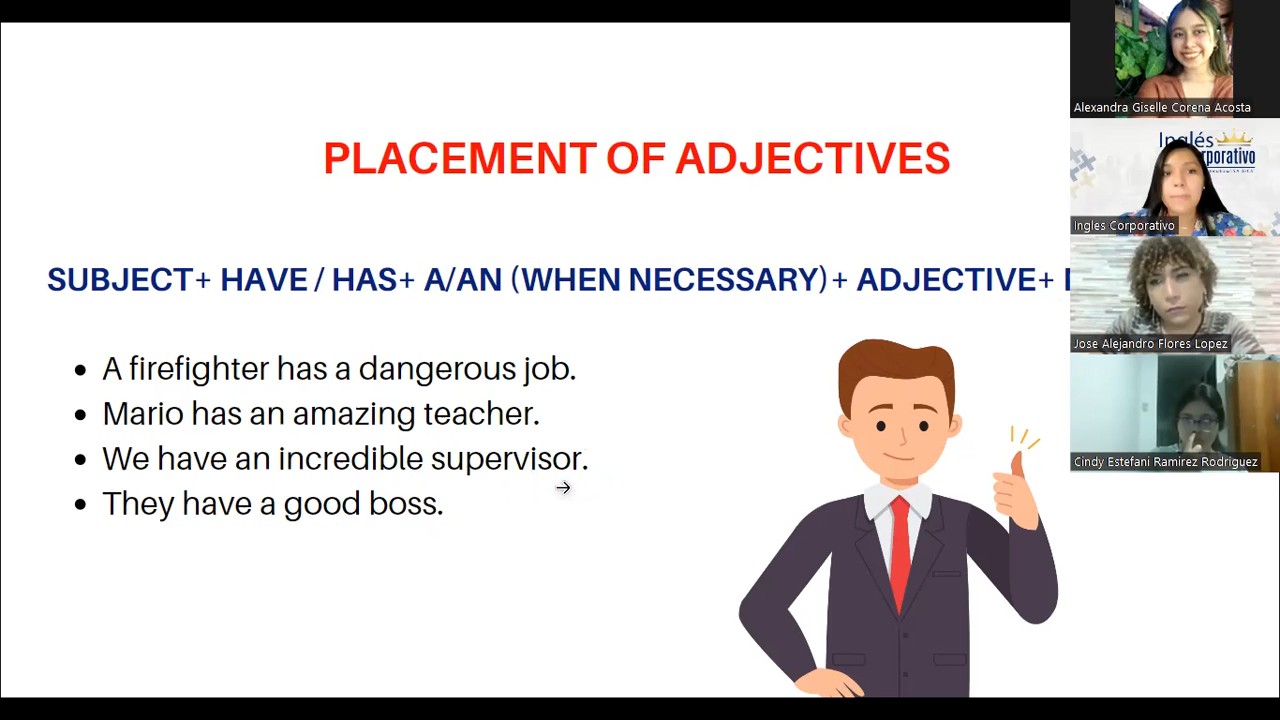 PLACEMENT OF ADJECTIVES
SUBJECT+ HAVE / HAS+ A/AN (WHEN NECESSARY)+ ADJECTIVE+
• A firefighter has a dangerous job.
• Mario has an amazing teacher.
• We have an incredible supervisor.
• They have a good boss.
Alexandra Giselle Corena Acosta
Inglés
Ingles Corporativo
Jose Alejandro Flores Lopez
Cindy Estefani Ramirez Rodriguez